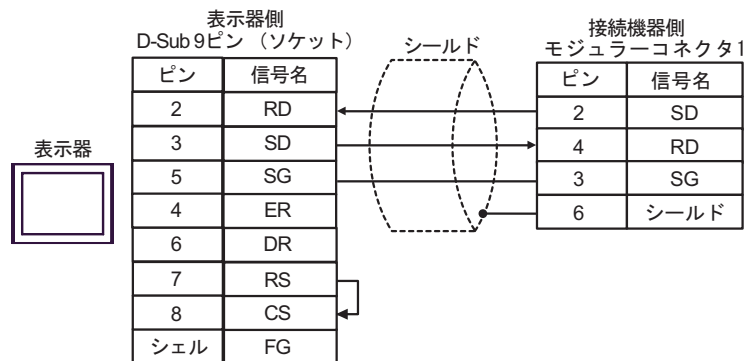 表示器側
D-Sub 9ピン （ソケット）
ピン 信号名
2 RD
3 SD
5 SG
4 ER
6 DR
7 RS
8 CS
シェル FG
表示器
シールド
接続機器側
モジュラーコネクタ1
ピン 信号名
2 SD
4 RD
3 SG
6 シールド